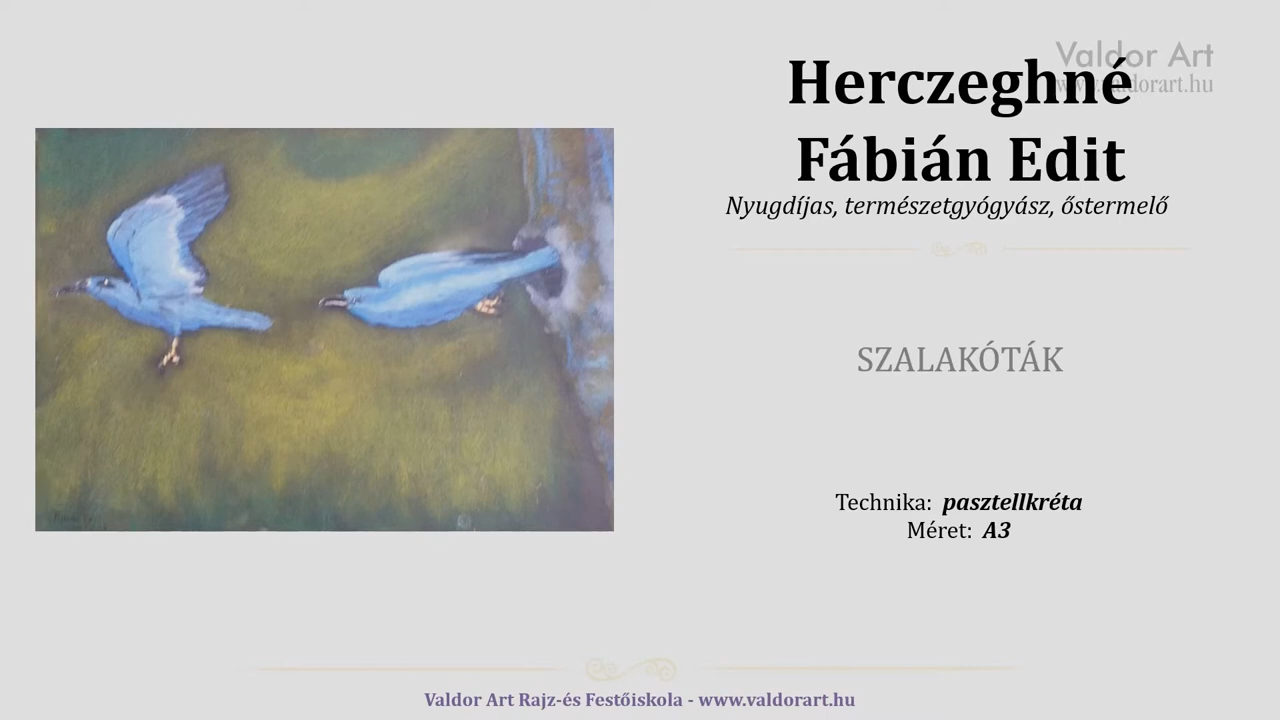 Valdor Art
www.valdorart.hu
Herczeghné
Fábián Edit
Nyugdíjas, természetgyógyász, őstermelő
SZALAKÓTÁK
Technika: pasztellkréta
Méret: A3
Valdor Art Rajz-és Festőiskola - www.valdorart.hu